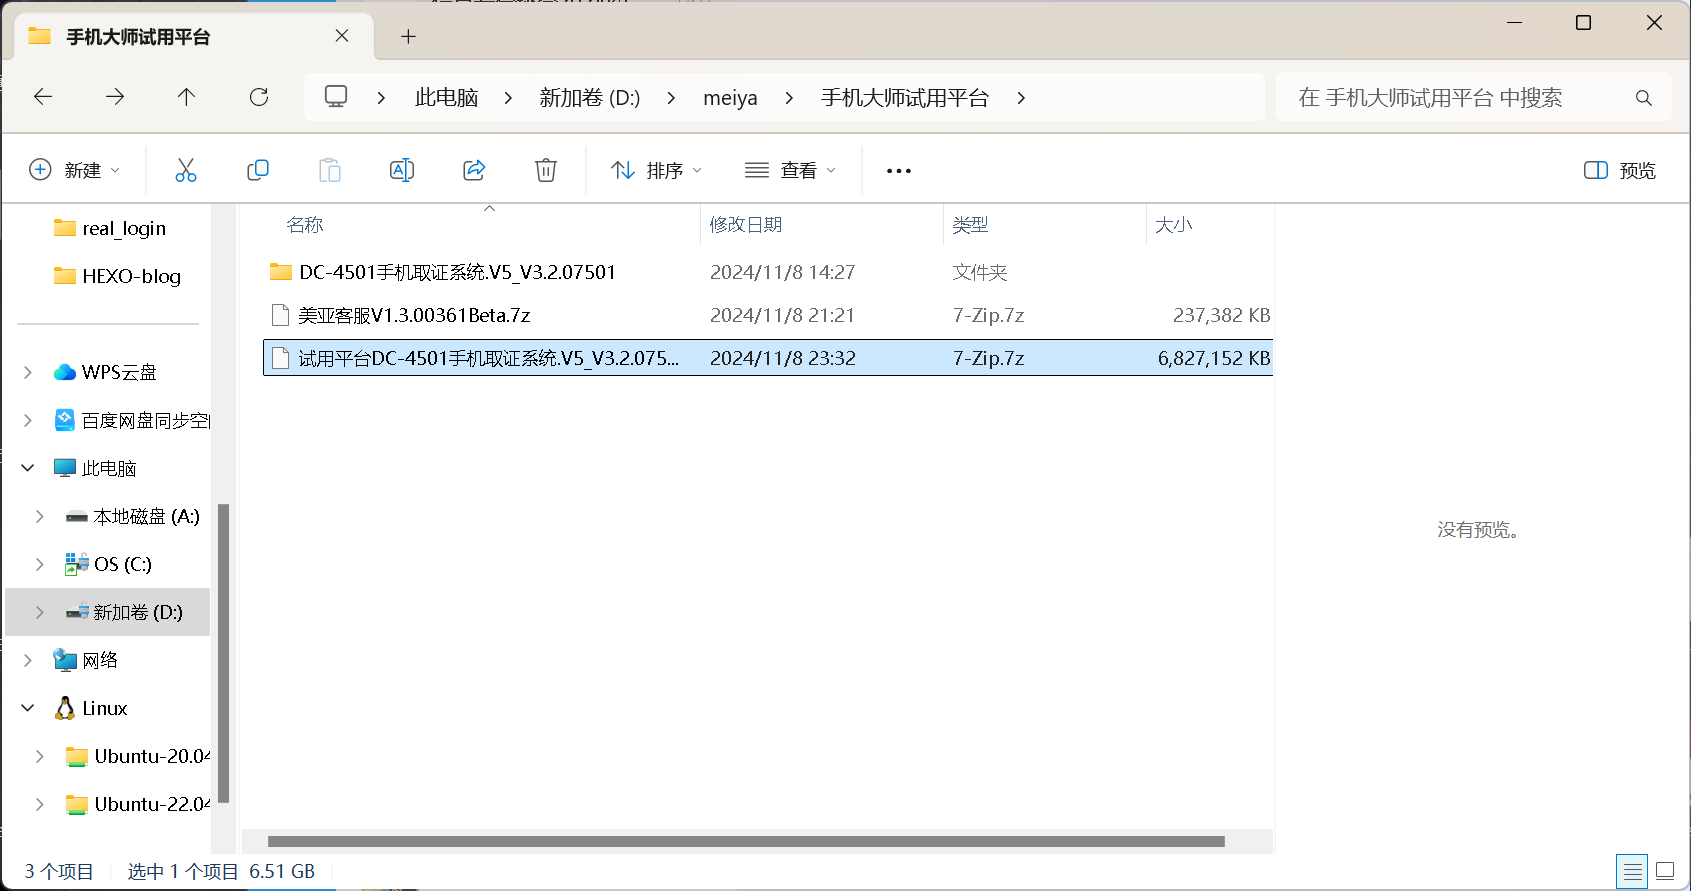 手机大师试用平台
此电脑
新加卷 (D:)
meiya
手机大师试用平台
在 手机大师试用平台 中搜索
新建
排序
查看
预览
real_login
HEXO-blog
WPS云盘
百度网盘同步空
此电脑
本地磁盘 (A:)
OS (C:)
新加卷 (D:)
网络
Linux
Ubuntu-20.04
Ubuntu-22.04
名称 修改日期 类型 大小
DC-4501手机取证系统.V5_V3.2.07501 2024/11/8 14:27 文件夹
美亚客服V1.3.00361Beta.7z 2024/11/8 21:21 7-Zip.7z 237,382 KB
试用平台DC-4501手机取证系统.V5_V3.2.075... 2024/11/8 23:32 7-Zip.7z 6,827,152 KB
没有预览。
3 个项目 选中 1 个项目 6.51 GB